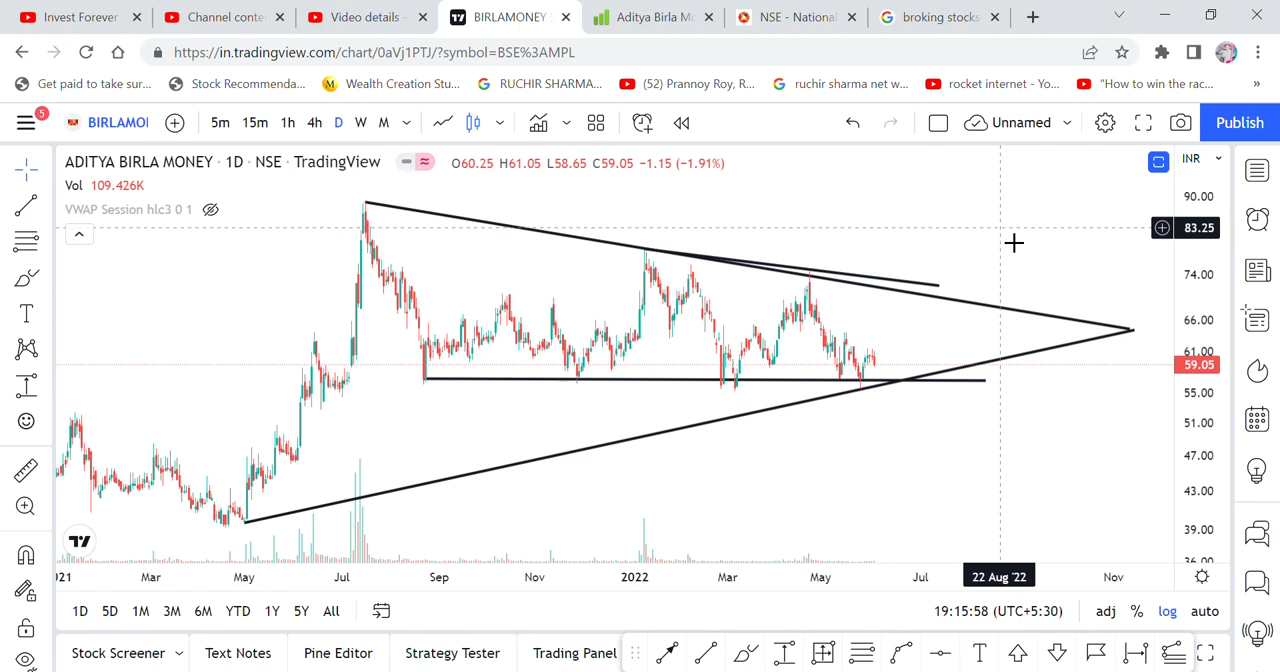 Invest Forever
Channel conte
Video details -
BIRLAMONEY
Aditya Birla Mo
NSE - National
broking stocks
https://in.tradingview.com/chart/0aVj1PTJ/?symbol=BSE%3AMPL
Get paid to take sur...
Stock Recommenda...
Wealth Creation Stu...
RUCHIR SHARMA...
(52) Prannoy Roy, R...
ruchir sharma net w...
rocket internet - Yo...
"How to win the rac...
»
5
BIRLAMO
5m 15m 1h 4h D W M
Unnamed
Publish
ADITYA BIRLA MONEY · 1D · NSE · TradingView
O60.25 H61.05 L58.65 C59.05 −1.15 (−1.91%)
INR
Vol 109.426K
VWAP Session hlc3 0 1
90.00
83.25
74.00
66.00
61.00
59.05
55.00
51.00
47.00
43.00
39.00
36.00
2021 Mar May Jul Sep Nov 2022 Mar May Jul 22 Aug '22 Nov
1D 5D 1M 3M 6M YTD 1Y 5Y All
19:15:58 (UTC+5:30)
adj % log auto
Stock Screener
Text Notes
Pine Editor
Strategy Tester
Trading Panel